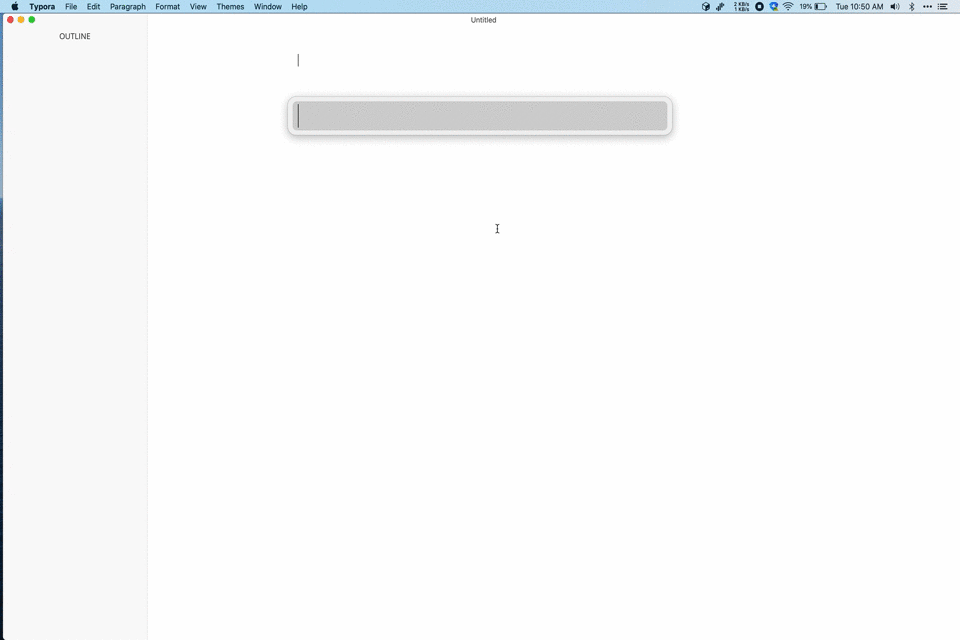 Typora File Edit Paragraph Format View Themes Window Help 2 KB/s 1 KB/s 19% Tue 10:50 AM
Untitled
OUTLINE